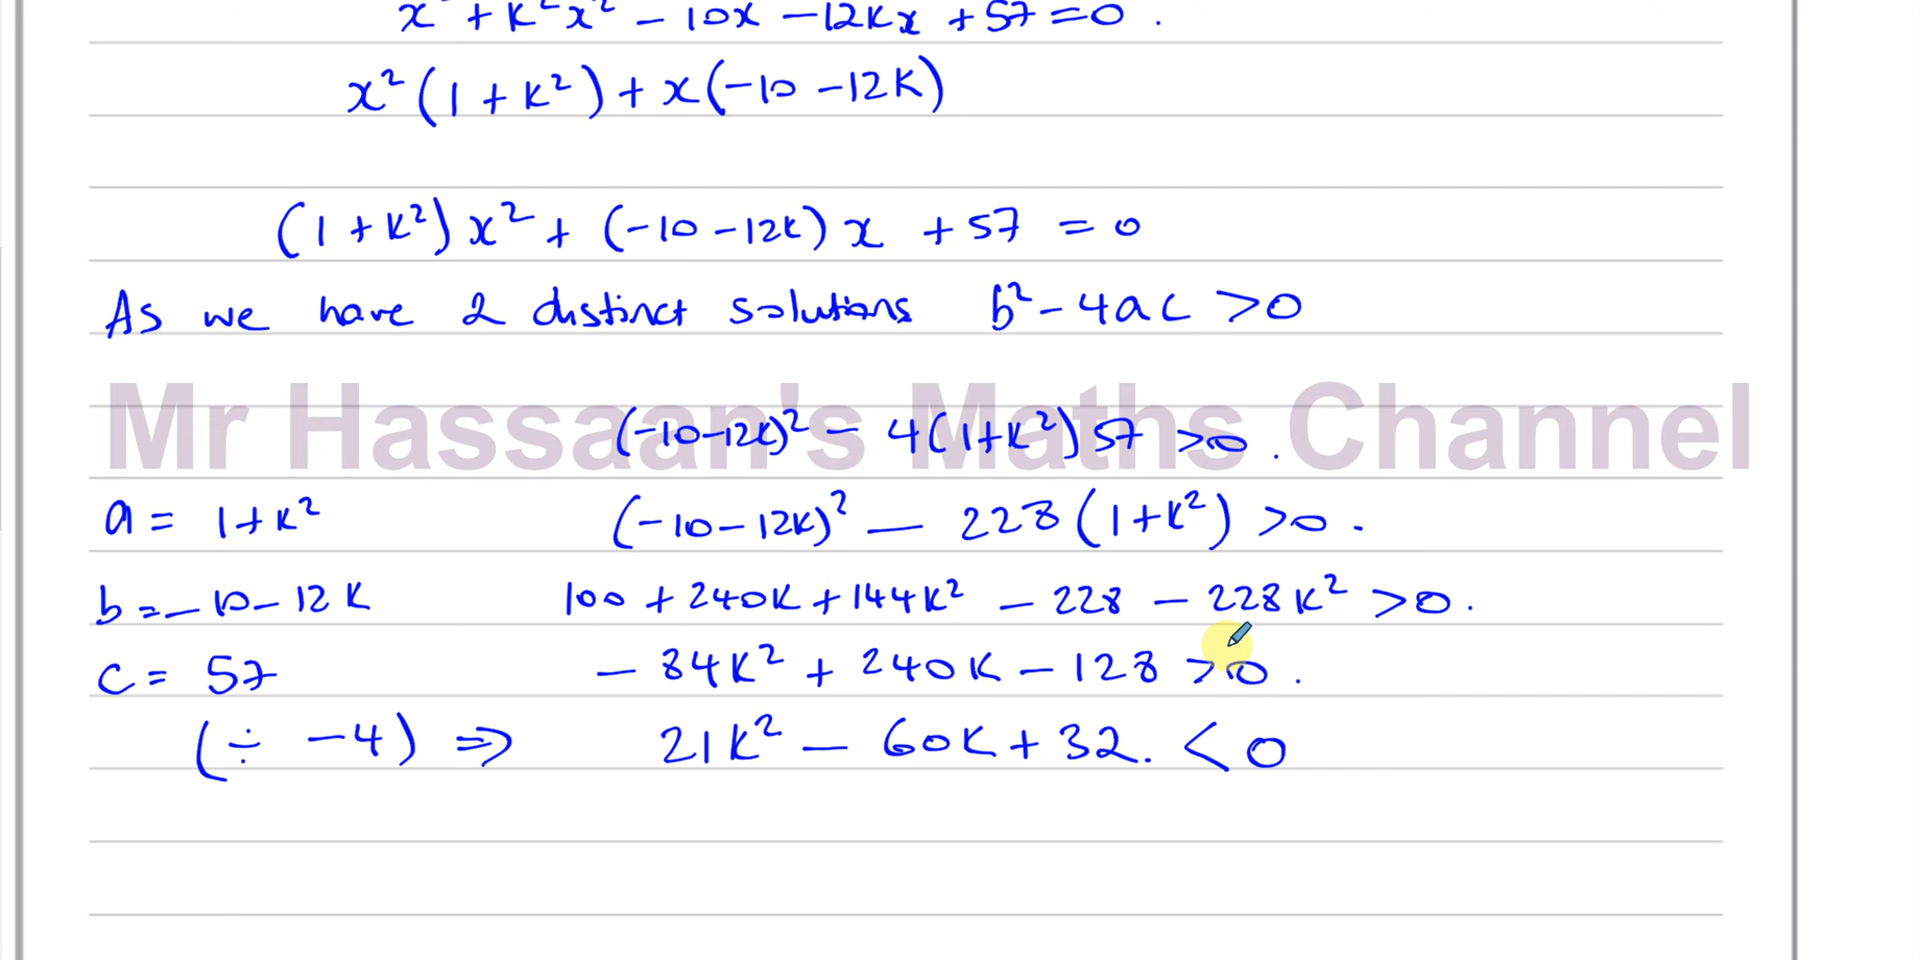 x² + k²x² - 10x - 12kx + 57 = 0 .
x² (1 + k²) + x(-10 - 12k)
(1 + k²) x² + (-10 - 12k) x + 57 = 0
As we have 2 distinct solutions b² - 4ac > 0
Mr Hassaan's Maths Channel
(-10-12k)² - 4(1+k²)57 > 0 .
a = 1+k² (-10-12k)² - 228(1+k²) > 0 .
b = -10-12k 100 + 240k + 144k² - 228 - 228k² > 0 .
c = 57 - 84k² + 240k - 128 > 0 .
(÷ -4) ⇒ 21k² - 60k + 32 . < 0